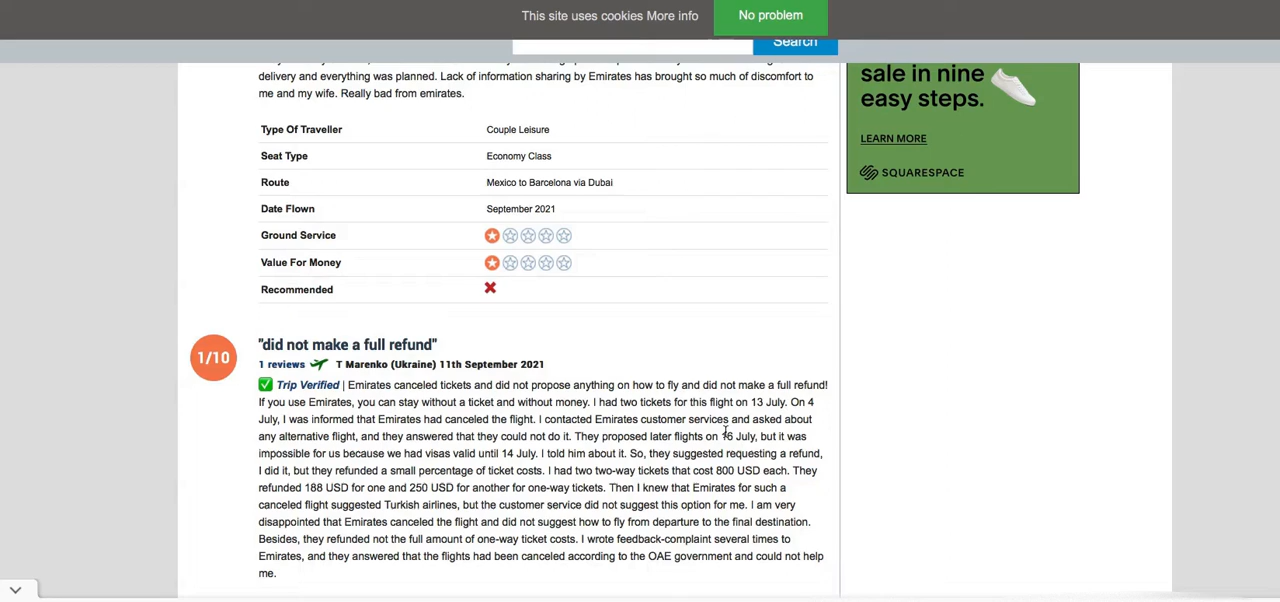 This site uses cookies More info
No problem
Search
delivery and everything was planned. Lack of information sharing by Emirates has brought so much of discomfort to
me and my wife. Really bad from emirates.
Type Of Traveller Couple Leisure
Seat Type Economy Class
Route Mexico to Barcelona via Dubai
Date Flown September 2021
Ground Service
Value For Money
Recommended
sale in nine
easy steps.
LEARN MORE
SQUARESPACE
1/10
"did not make a full refund"
1 reviews T Marenko (Ukraine) 11th September 2021
Trip Verified | Emirates canceled tickets and did not propose anything on how to fly and did not make a full refund!
If you use Emirates, you can stay without a ticket and without money. I had two tickets for this flight on 13 July. On 4
July, I was informed that Emirates had canceled the flight. I contacted Emirates customer services and asked about
any alternative flight, and they answered that they could not do it. They proposed later flights on 16 July, but it was
impossible for us because we had visas valid until 14 July. I told him about it. So, they suggested requesting a refund,
I did it, but they refunded a small percentage of ticket costs. I had two two-way tickets that cost 800 USD each. They
refunded 188 USD for one and 250 USD for another for one-way tickets. Then I knew that Emirates for such a
canceled flight suggested Turkish airlines, but the customer service did not suggest this option for me. I am very
disappointed that Emirates canceled the flight and did not suggest how to fly from departure to the final destination.
Besides, they refunded not the full amount of one-way ticket costs. I wrote feedback-complaint several times to
Emirates, and they answered that the flights had been canceled according to the OAE government and could not help
me.